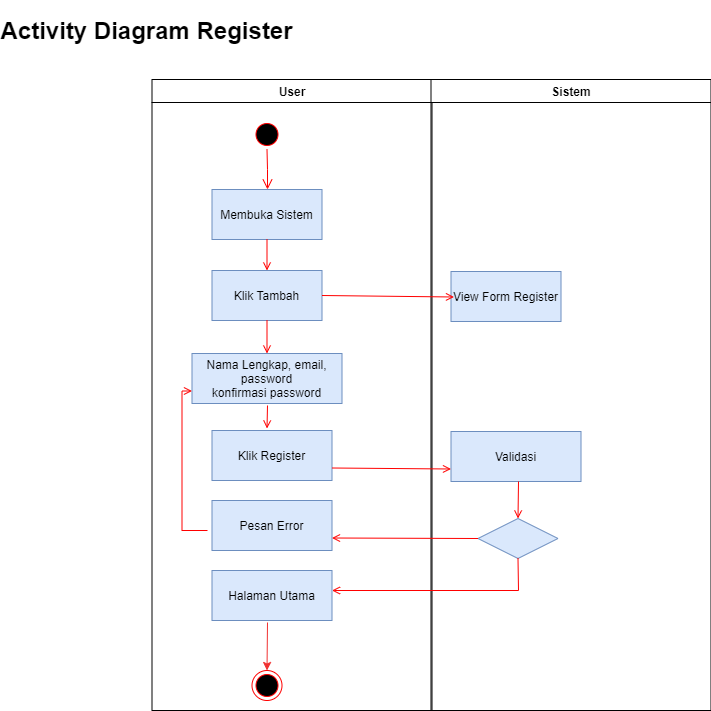 Activity Diagram Register
User
Sistem
Membuka Sistem
Klik Tambah
View Form Register
Nama Lengkap, email,
password
konfirmasi password
Klik Register
Validasi
Pesan Error
Halaman Utama